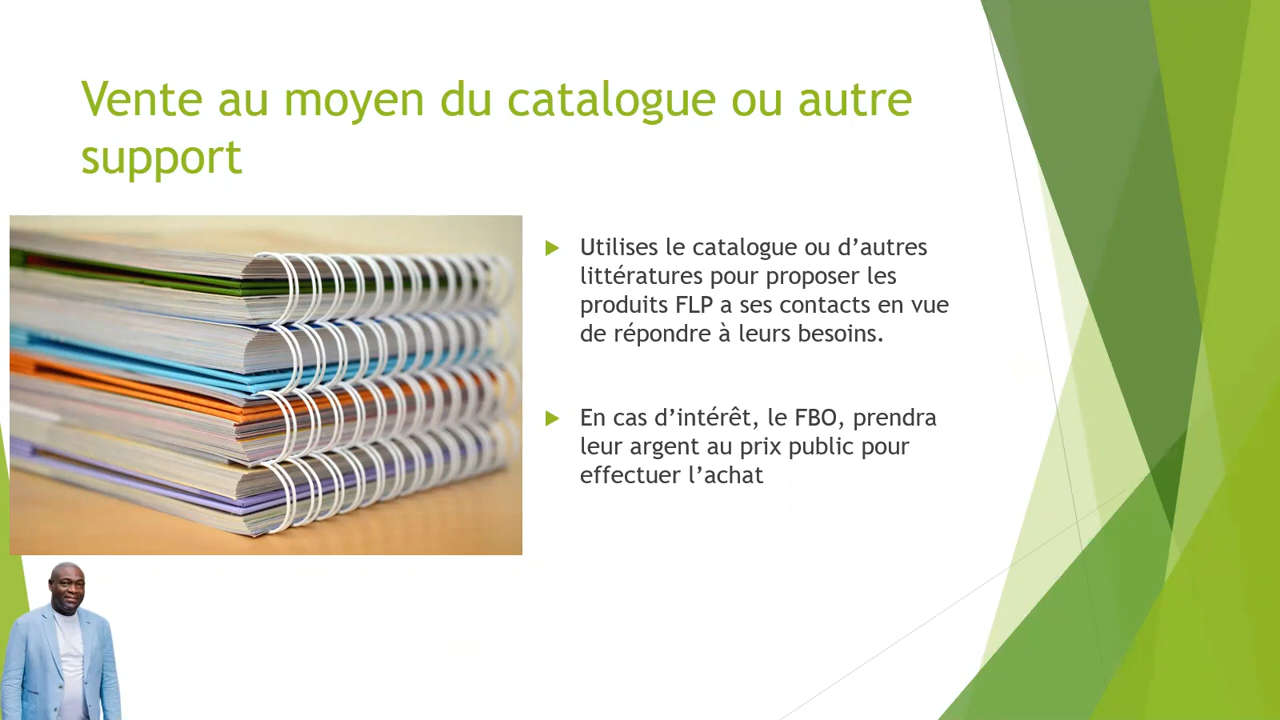 Vente au moyen du catalogue ou autre
support
Utilises le catalogue ou d’autres
littératures pour proposer les
produits FLP a ses contacts en vue
de répondre à leurs besoins.
En cas d’intérêt, le FBO, prendra
leur argent au prix public pour
effectuer l’achat